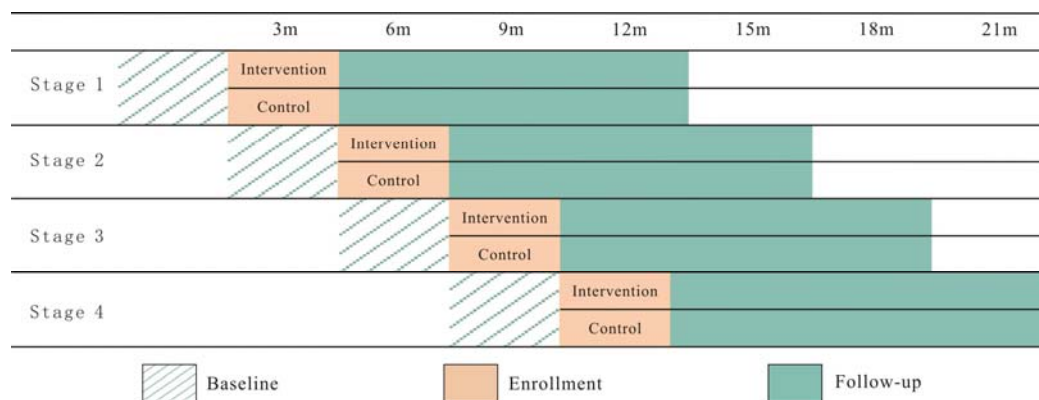 3m 6m 9m 12m 15m 18m 21m
Intervention
Stage 1
Control
Intervention
Stage 2
Control
Intervention
Stage 3
Control
Intervention
Stage 4
Control
Baseline Enrollment Follow-up